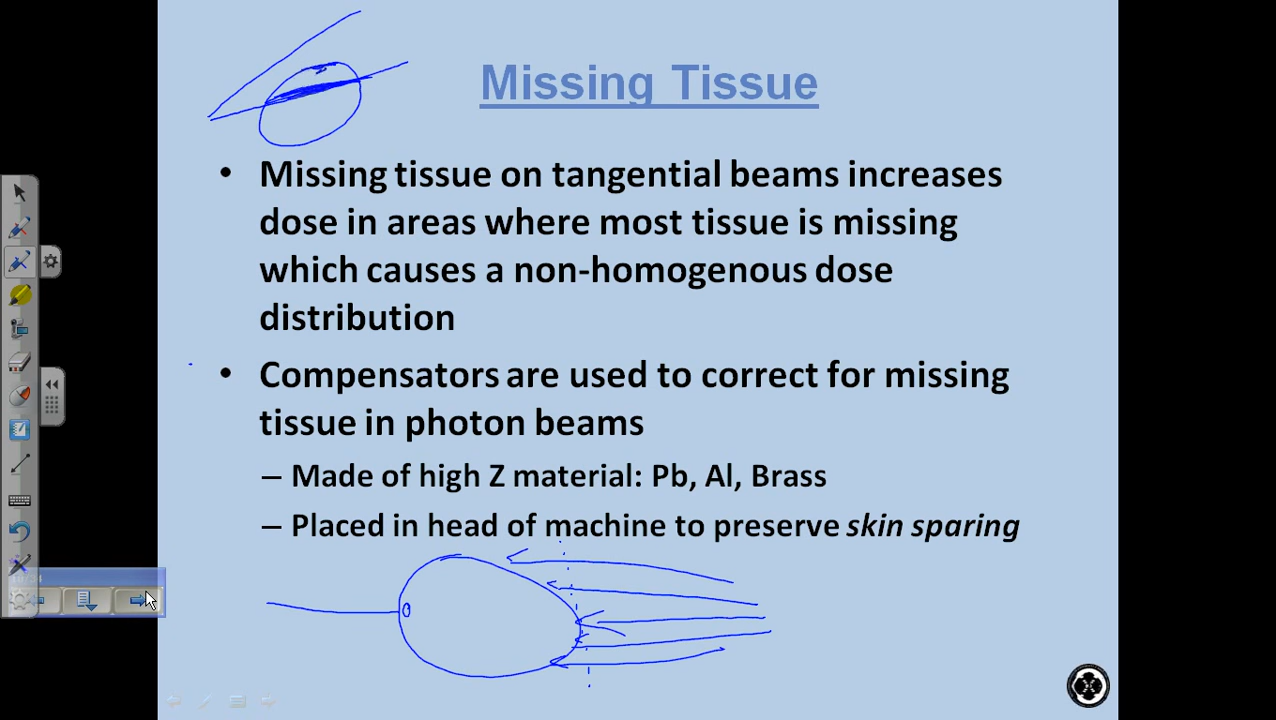 Missing Tissue
• Missing tissue on tangential beams increases
dose in areas where most tissue is missing
which causes a non-homogenous dose
distribution
• Compensators are used to correct for missing
tissue in photon beams
– Made of high Z material: Pb, Al, Brass
– Placed in head of machine to preserve skin sparing